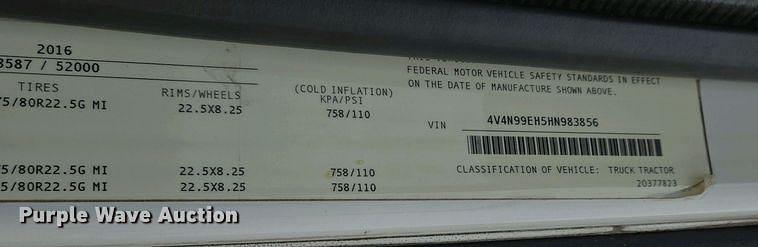 2016
3587 / 52000
TIRES
RIMS/WHEELS
(COLD INFLATION)
KPA/PSI
75/80R22.5G MI
22.5X8.25
758/110
75/80R22.5G MI
22.5X8.25
758/110
75/80R22.5G MI
22.5X8.25
758/110
FEDERAL MOTOR VEHICLE SAFETY STANDARDS IN EFFECT
ON THE DATE OF MANUFACTURE SHOWN ABOVE.
VIN
4V4N99EH5HN983856
CLASSIFICATION OF VEHICLE: TRUCK TRACTOR
20377823
Purple Wave Auction